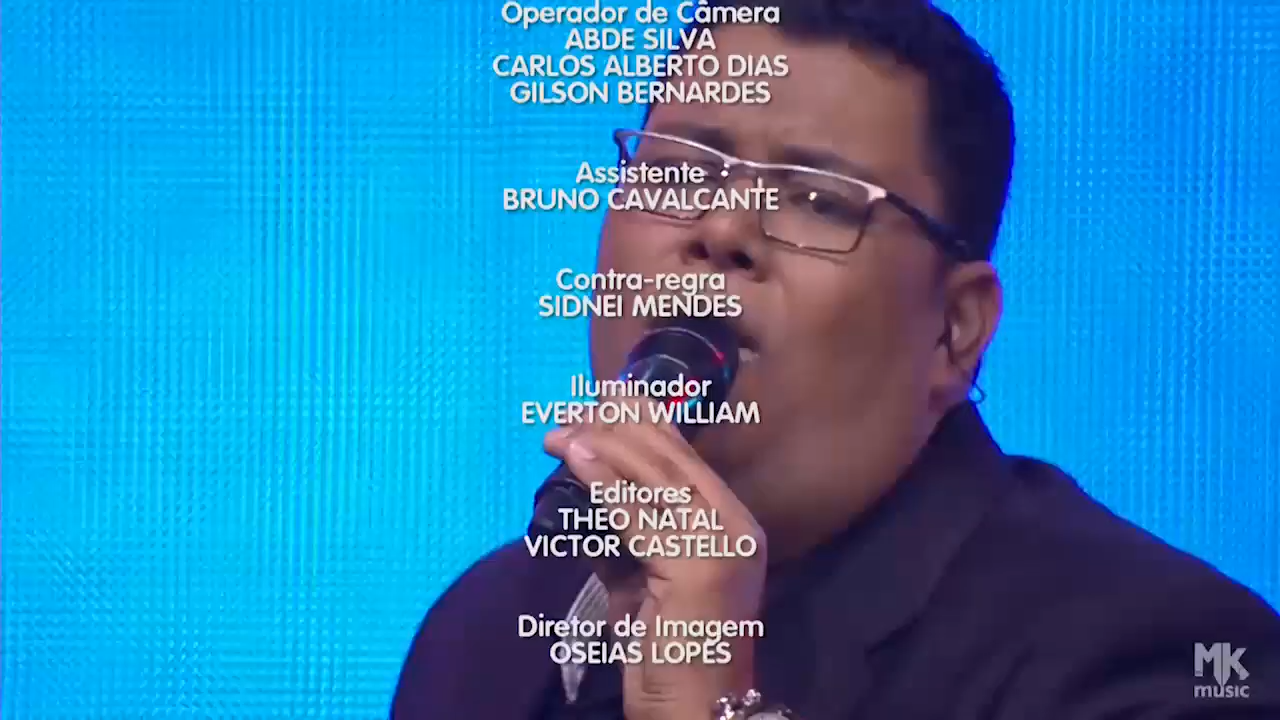 Operador de Câmera
ABDE SILVA
CARLOS ALBERTO DIAS
GILSON BERNARDES
Assistente
BRUNO CAVALCANTE
Contra-regra
SIDNEI MENDES
Iluminador
EVERTON WILLIAM
Editores
THEO NATAL
VICTOR CASTELLO
Diretor de Imagem
OSEIAS LOPES
MK
music